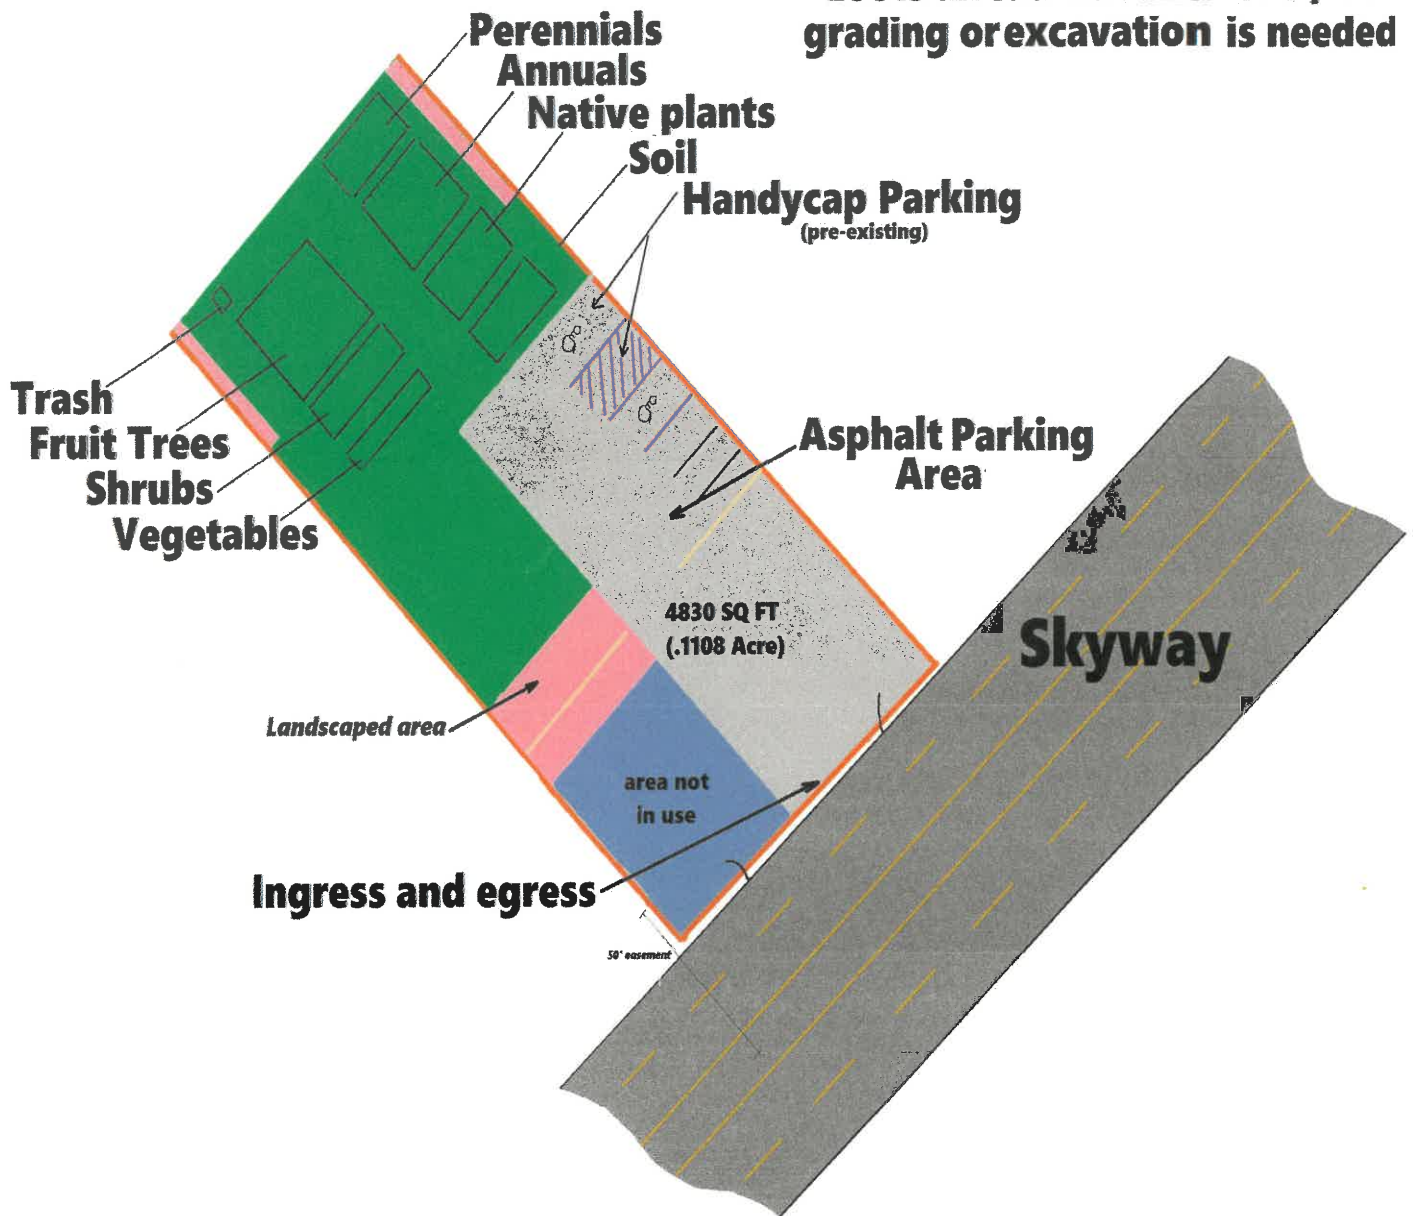 grading or excavation is needed
Perennials
Annuals
Native plants
Soil
Handycap Parking
(pre-existing)
Trash
Fruit Trees
Shrubs
Vegetables
Asphalt Parking
Area
4830 SQ FT
(.1108 Acre)
Skyway
Landscaped area
area not
in use
Ingress and egress
50' easement